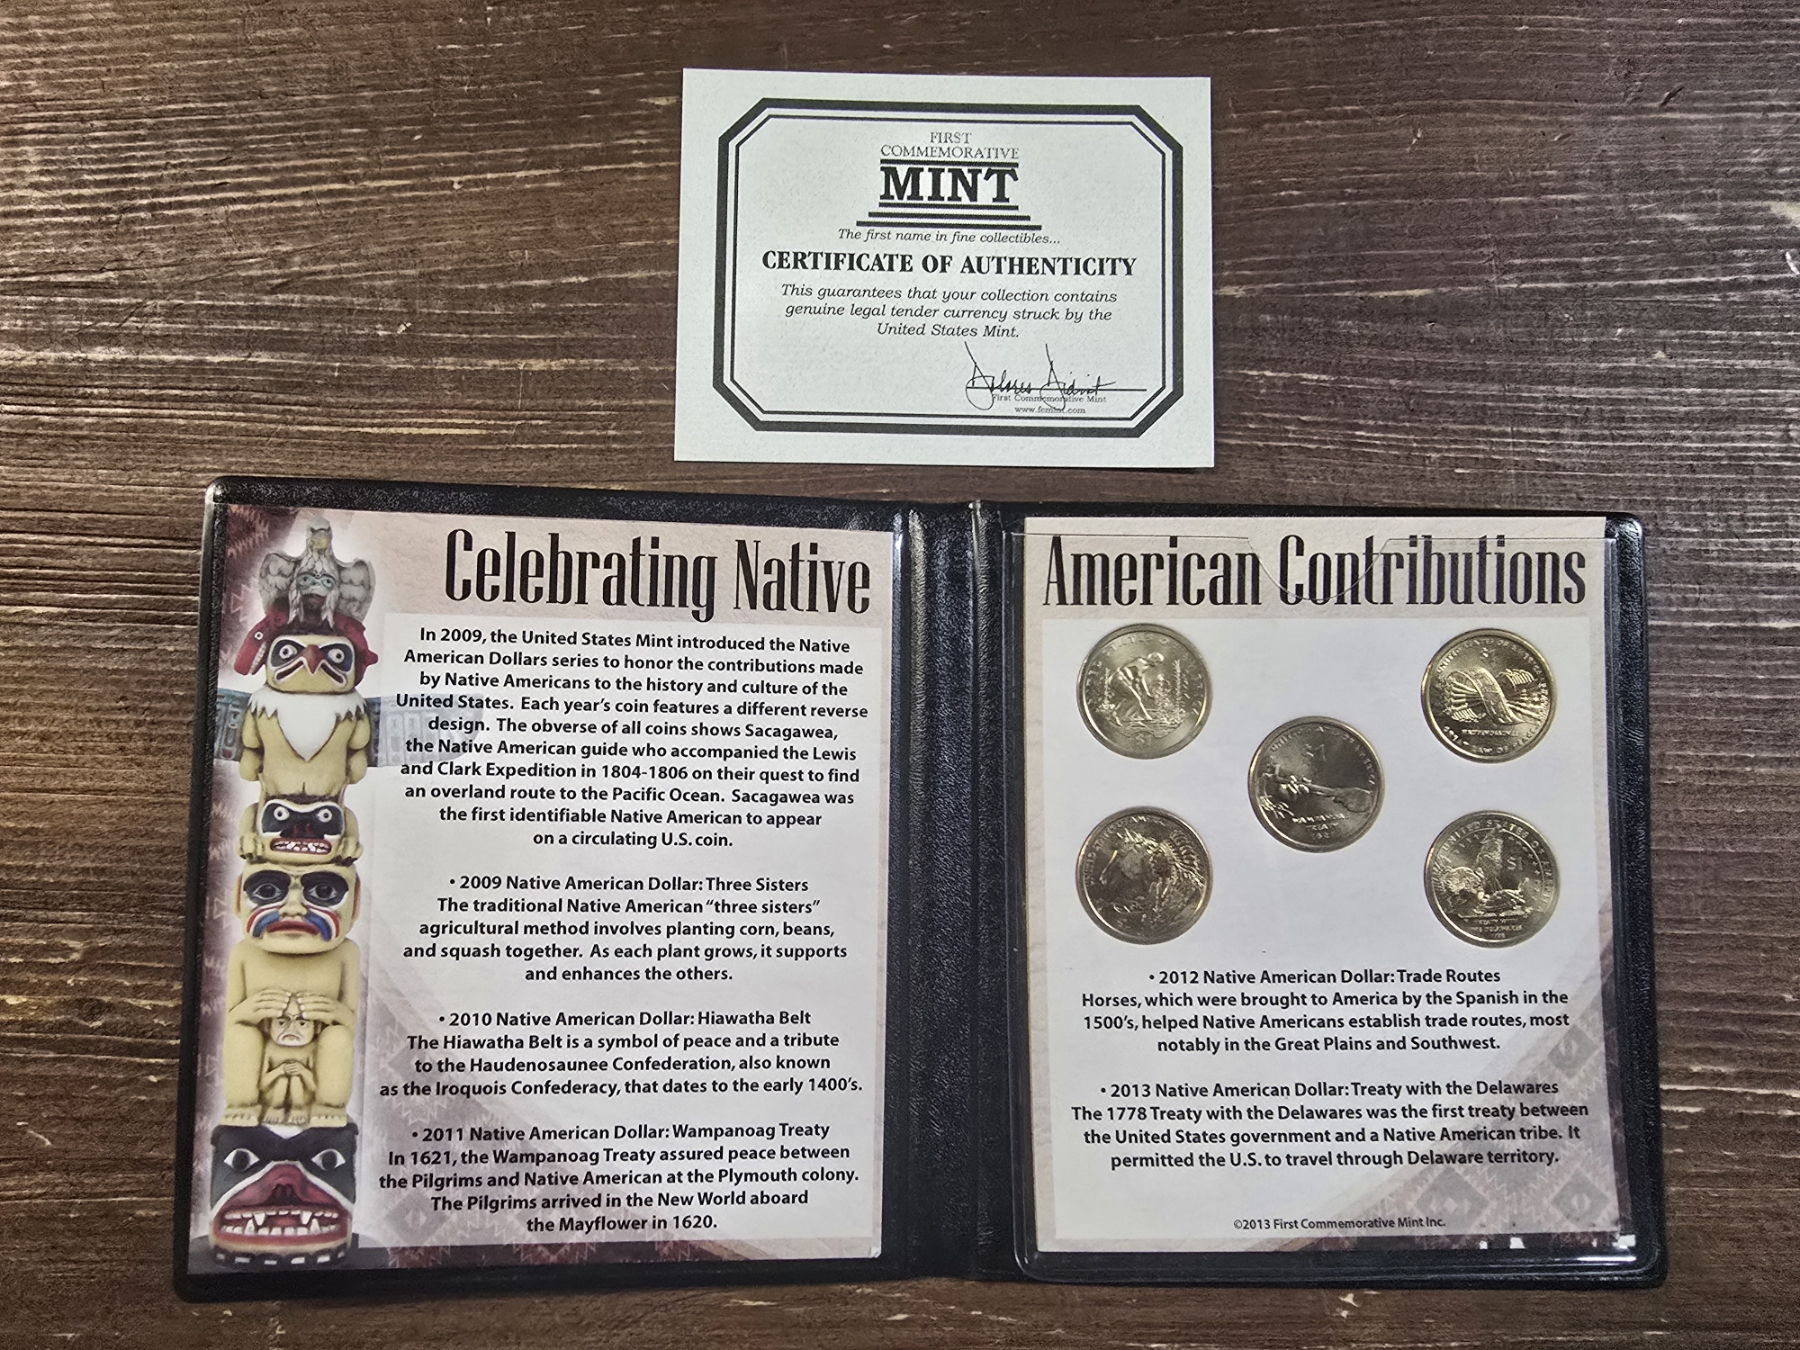 FIRST
COMMEMORATIVE
MINT
The first name in fine collectibles...
CERTIFICATE OF AUTHENTICITY
This guarantees that your collection contains
genuine legal tender currency struck by the
United States Mint.
First Commemorative Mint
www.fcmint.com
Celebrating Native
In 2009, the United States Mint introduced the Native
American Dollars series to honor the contributions made
by Native Americans to the history and culture of the
United States. Each year's coin features a different reverse
design. The obverse of all coins shows Sacagawea,
the Native American guide who accompanied the Lewis
and Clark Expedition in 1804-1806 on their quest to find
an overland route to the Pacific Ocean. Sacagawea was
the first identifiable Native American to appear
on a circulating U.S. coin.
• 2009 Native American Dollar: Three Sisters
The traditional Native American “three sisters”
agricultural method involves planting corn, beans,
and squash together. As each plant grows, it supports
and enhances the others.
• 2010 Native American Dollar: Hiawatha Belt
The Hiawatha Belt is a symbol of peace and a tribute
to the Haudenosaunee Confederation, also known
as the Iroquois Confederacy, that dates to the early 1400's.
• 2011 Native American Dollar: Wampanoag Treaty
In 1621, the Wampanoag Treaty assured peace between
the Pilgrims and Native American at the Plymouth colony.
The Pilgrims arrived in the New World aboard
the Mayflower in 1620.
American Contributions
$1
$1
$1
UNITED STATES OF
• 2012 Native American Dollar: Trade Routes
Horses, which were brought to America by the Spanish in the
1500's, helped Native Americans establish trade routes, most
notably in the Great Plains and Southwest.
• 2013 Native American Dollar: Treaty with the Delawares
The 1778 Treaty with the Delawares was the first treaty between
the United States government and a Native American tribe. It
permitted the U.S. to travel through Delaware territory.
©2013 First Commemorative Mint Inc.